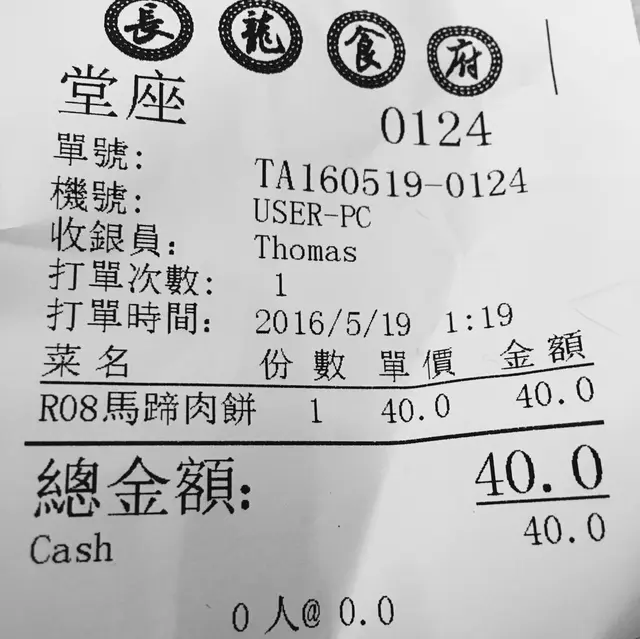 長龍食府
堂座 0124
單號: TA160519-0124
機號: USER-PC
收銀員: Thomas
打單次數: 1
打單時間: 2016/5/19 1:19
菜名 份數 單價 金額
R08馬蹄肉餅 1 40.0 40.0
總金額: 40.0
Cash 40.0
0 人@ 0.0